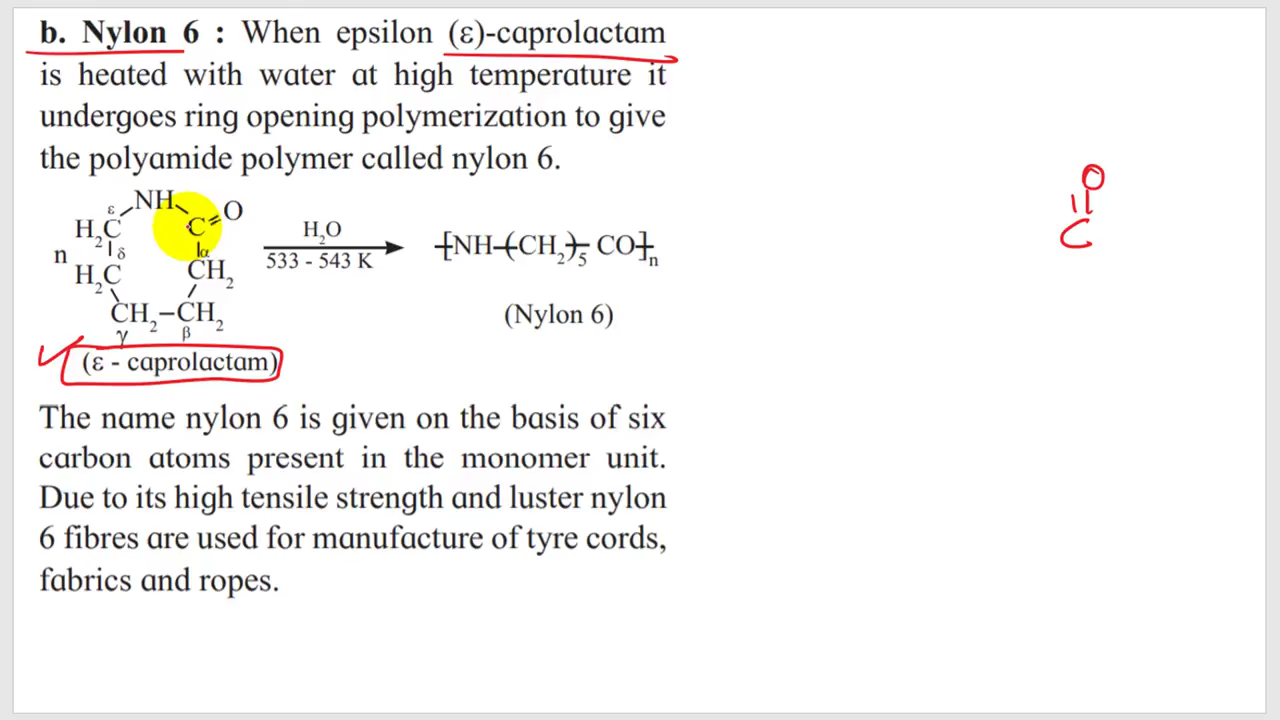 b. Nylon 6 : When epsilon (ε)-caprolactam
is heated with water at high temperature it
undergoes ring opening polymerization to give
the polyamide polymer called nylon 6.
ε NH
H₂C C=O
n δ α
H₂C CH₂
CH₂–CH₂
γ β
(ε - caprolactam)
H₂O
533 - 543 K
[NH–(CH₂)₅– CO]ₙ
(Nylon 6)
The name nylon 6 is given on the basis of six
carbon atoms present in the monomer unit.
Due to its high tensile strength and luster nylon
6 fibres are used for manufacture of tyre cords,
fabrics and ropes.
O
C